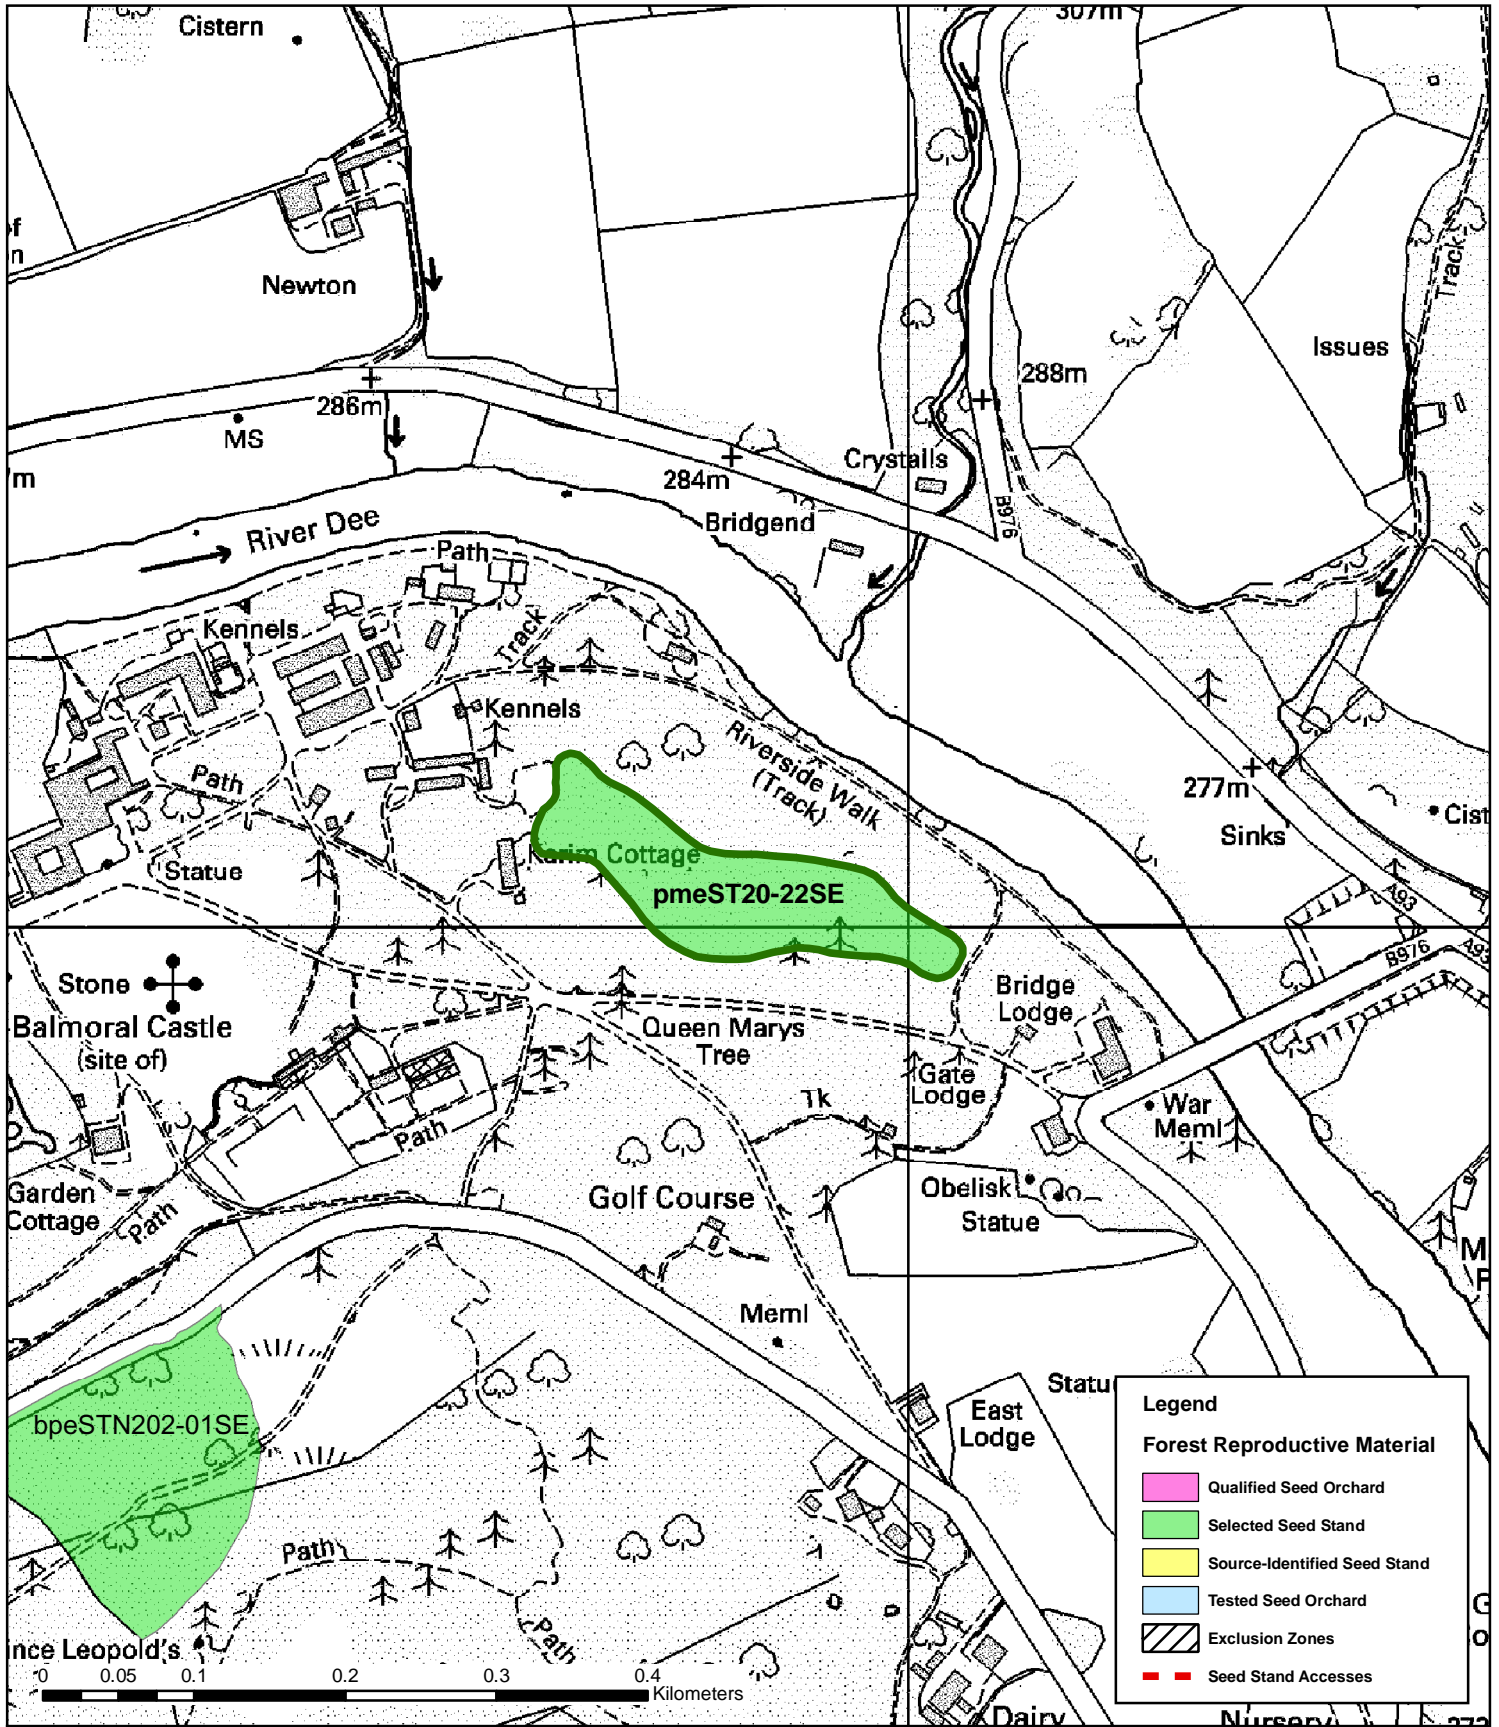 Cistern
307m
Newton
Track
Issues
288m
286m
MS
Crystalls
284m
Bridgend
B976
River Dee
Path
Kennels
Track
Kennels
Riverside Walk
(Track)
Path
277m
Cist
Sinks
Statue
Karim Cottage
pmeST20-22SE
A93
B976
A93
Stone
Bridge
Lodge
Balmoral Castle
(site of)
Queen Marys
Tree
Gate
Lodge
Tk
War
Meml
Path
Garden
Cottage
Path
Golf Course
Obelisk
Statue
M
Meml
Statu
East
Lodge
bpeSTN202-01SE
Path
Path
ince Leopold's
Dairy
Nursery
Legend
Forest Reproductive Material
Qualified Seed Orchard
Selected Seed Stand
Source-Identified Seed Stand
Tested Seed Orchard
Exclusion Zones
Seed Stand Accesses
0 0.05 0.1 0.2 0.3 0.4
Kilometers